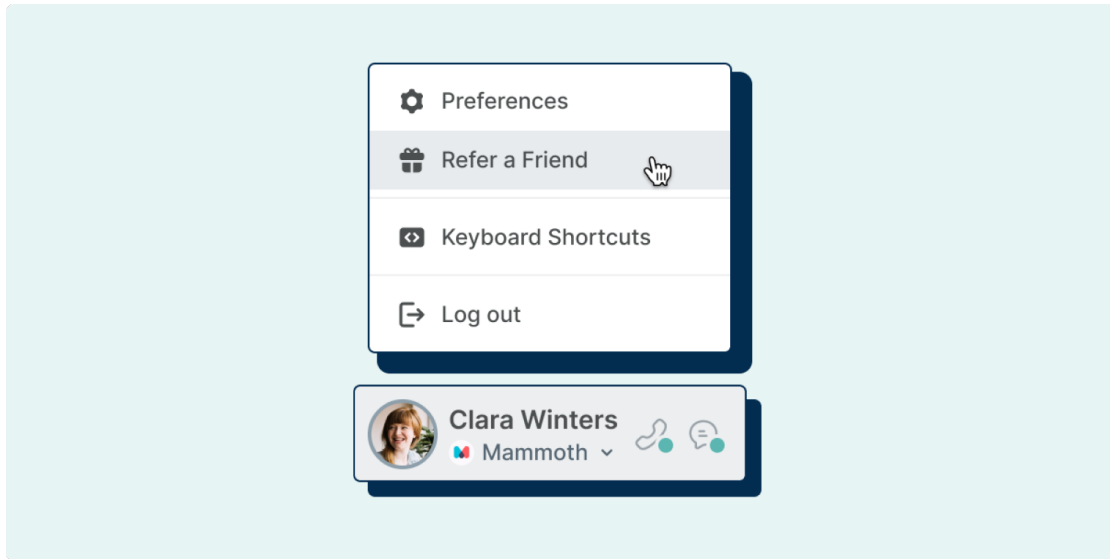 Preferences
Refer a Friend
Keyboard Shortcuts
Log out
Clara Winters
Mammoth